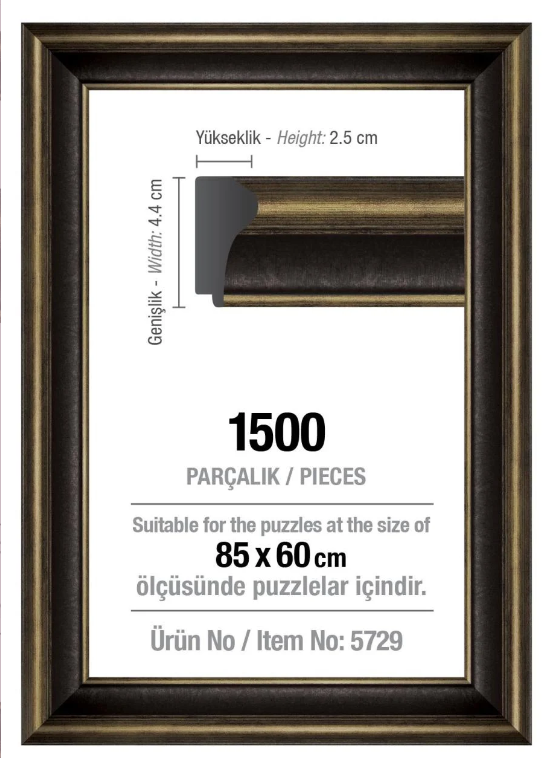 Yükseklik - Height: 2.5 cm
Genişlik - Width: 4.4 cm
1500
PARÇALIK / PIECES
Suitable for the puzzles at the size of
85 x 60 cm
ölçüsünde puzzlelar içindir.
Ürün No / Item No: 5729